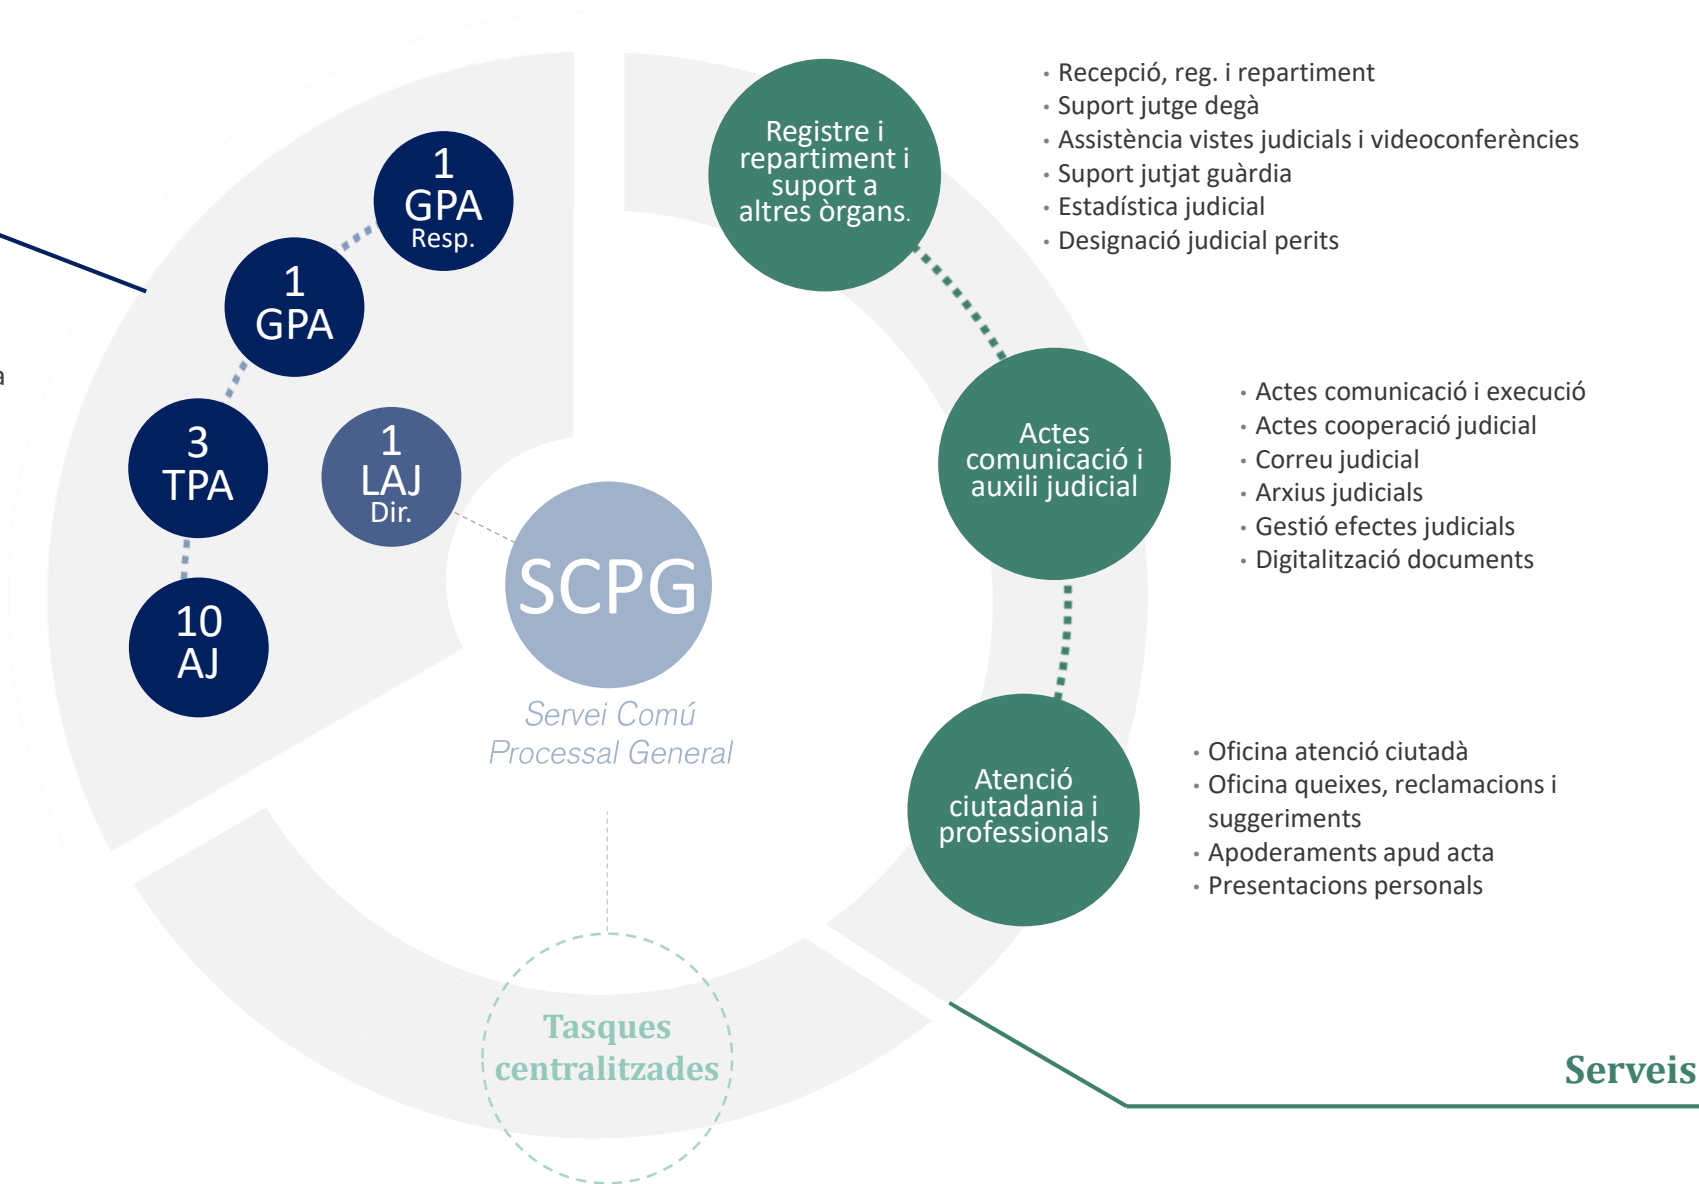 1
GPA
Resp.
1
GPA
a
3
TPA
1
LAJ
Dir.
10
AJ
SCPG
Servei Comú
Processal General
Tasques
centralitzades
Registre i
repartiment i
suport a
altres òrgans.
• Recepció, reg. i repartiment
• Suport jutge degà
• Assistència vistes judicials i videoconferències
• Suport jutjat guàrdia
• Estadística judicial
• Designació judicial perits
Actes
comunicació i
auxili judicial
• Actes comunicació i execució
• Actes cooperació judicial
• Correu judicial
• Arxius judicials
• Gestió efectes judicials
• Digitalització documents
Atenció
ciutadania i
professionals
• Oficina atenció ciutadà
• Oficina queixes, reclamacions i
suggeriments
• Apoderaments apud acta
• Presentacions personals
Serveis